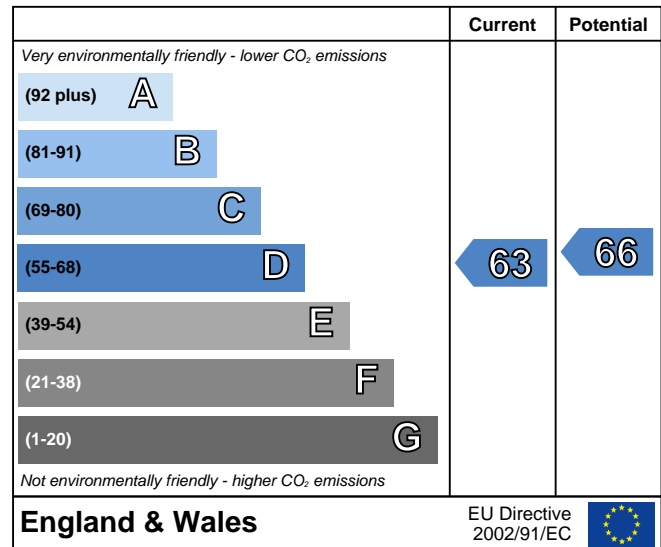 Current Potential
Very environmentally friendly - lower CO₂ emissions
(92 plus) A
(81-91) B
(69-80) C
(55-68) D 63 66
(39-54) E
(21-38) F
(1-20) G
Not environmentally friendly - higher CO₂ emissions
England & Wales
EU Directive
2002/91/EC